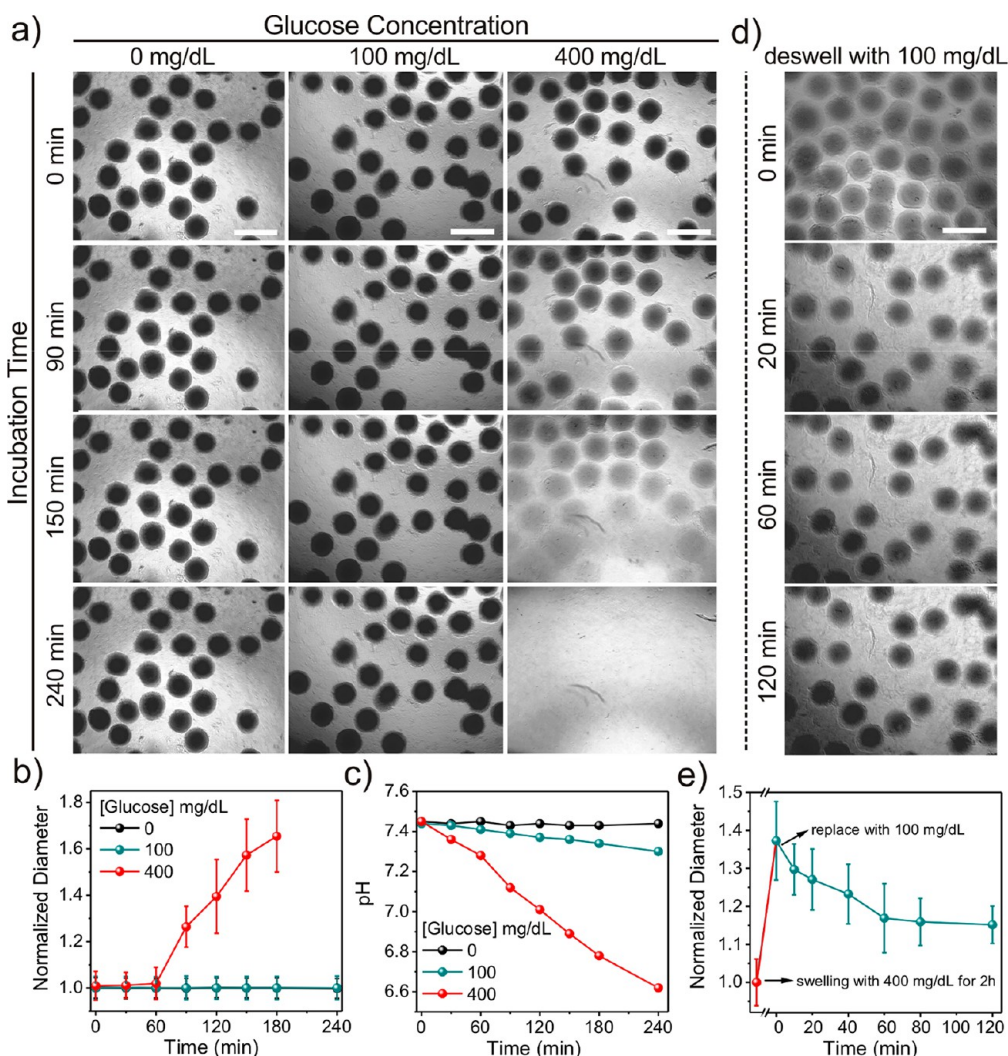 a)
Glucose Concentration
0 mg/dL
100 mg/dL
400 mg/dL
Incubation Time
0 min
90 min
150 min
240 min
d)
deswell with 100 mg/dL
0 min
20 min
60 min
120 min
b)
Normalized Diameter
1.8
1.6
1.4
1.2
1.0
[Glucose] mg/dL
0
100
400
0 60 120 180 240
Time (min)
c)
pH
7.4
7.2
7.0
6.8
6.6
[Glucose] mg/dL
0
100
400
0 60 120 180 240
Time (min)
e)
Normalized Diameter
1.5
1.4
1.3
1.2
1.1
1.0
0.9
replace with 100 mg/dL
swelling with 400 mg/dL for 2h
0 20 40 60 80 100 120
Time (min)